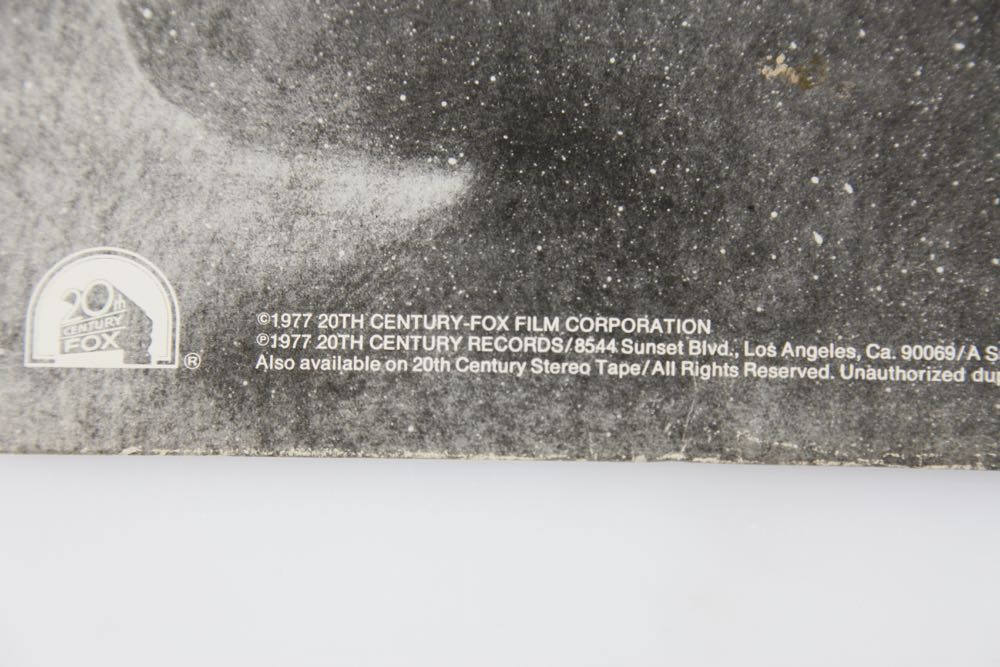 20th
CENTURY
FOX
®
©1977 20TH CENTURY-FOX FILM CORPORATION
℗1977 20TH CENTURY RECORDS/8544 Sunset Blvd., Los Angeles, Ca. 90069/A S
Also available on 20th Century Stereo Tape/All Rights Reserved. Unauthorized dup